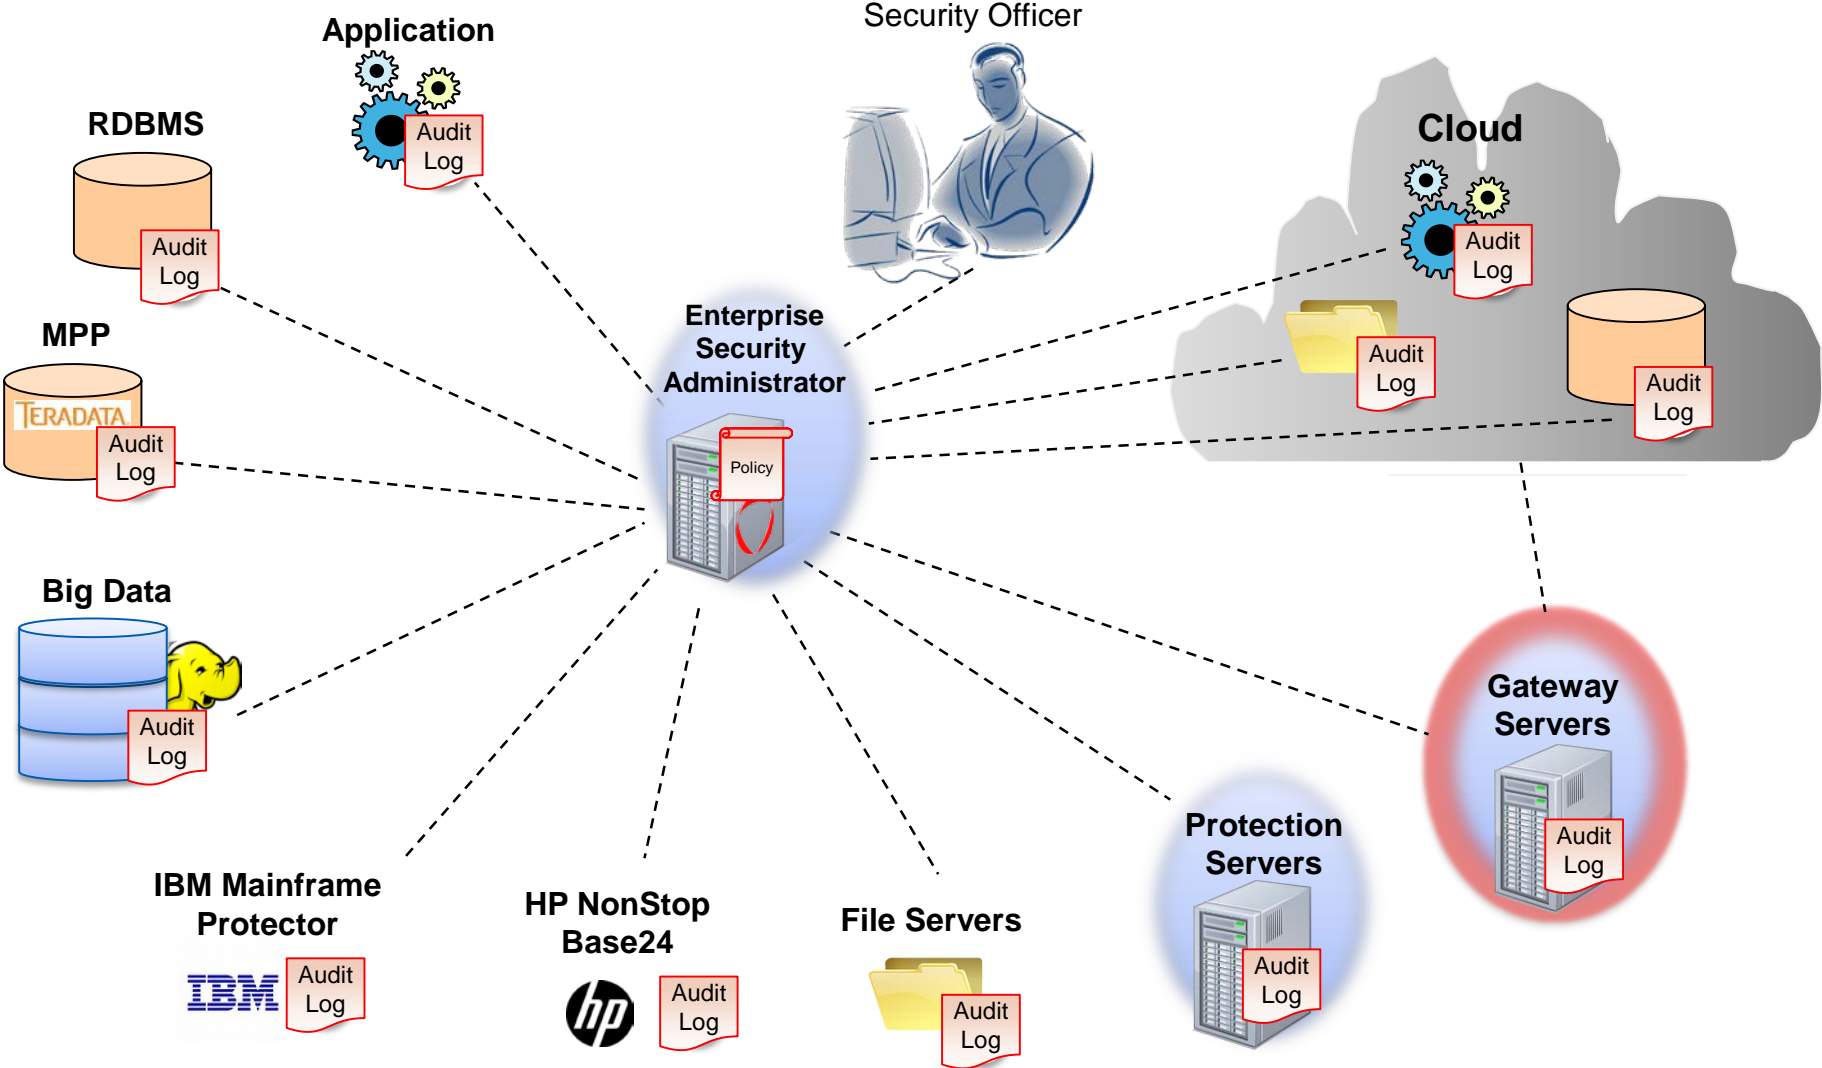 Security Officer
Application
Audit
Log
RDBMS
Audit
Log
Cloud
Audit
Log
Audit
Log
Audit
Log
MPP
TERADATA.
Audit
Log
Enterprise
Security
Administrator
Policy
Big Data
Audit
Log
Gateway
Servers
Audit
Log
Protection
Servers
Audit
Log
IBM Mainframe
Protector
IBM
Audit
Log
HP NonStop
Base24
hp
Audit
Log
File Servers
Audit
Log